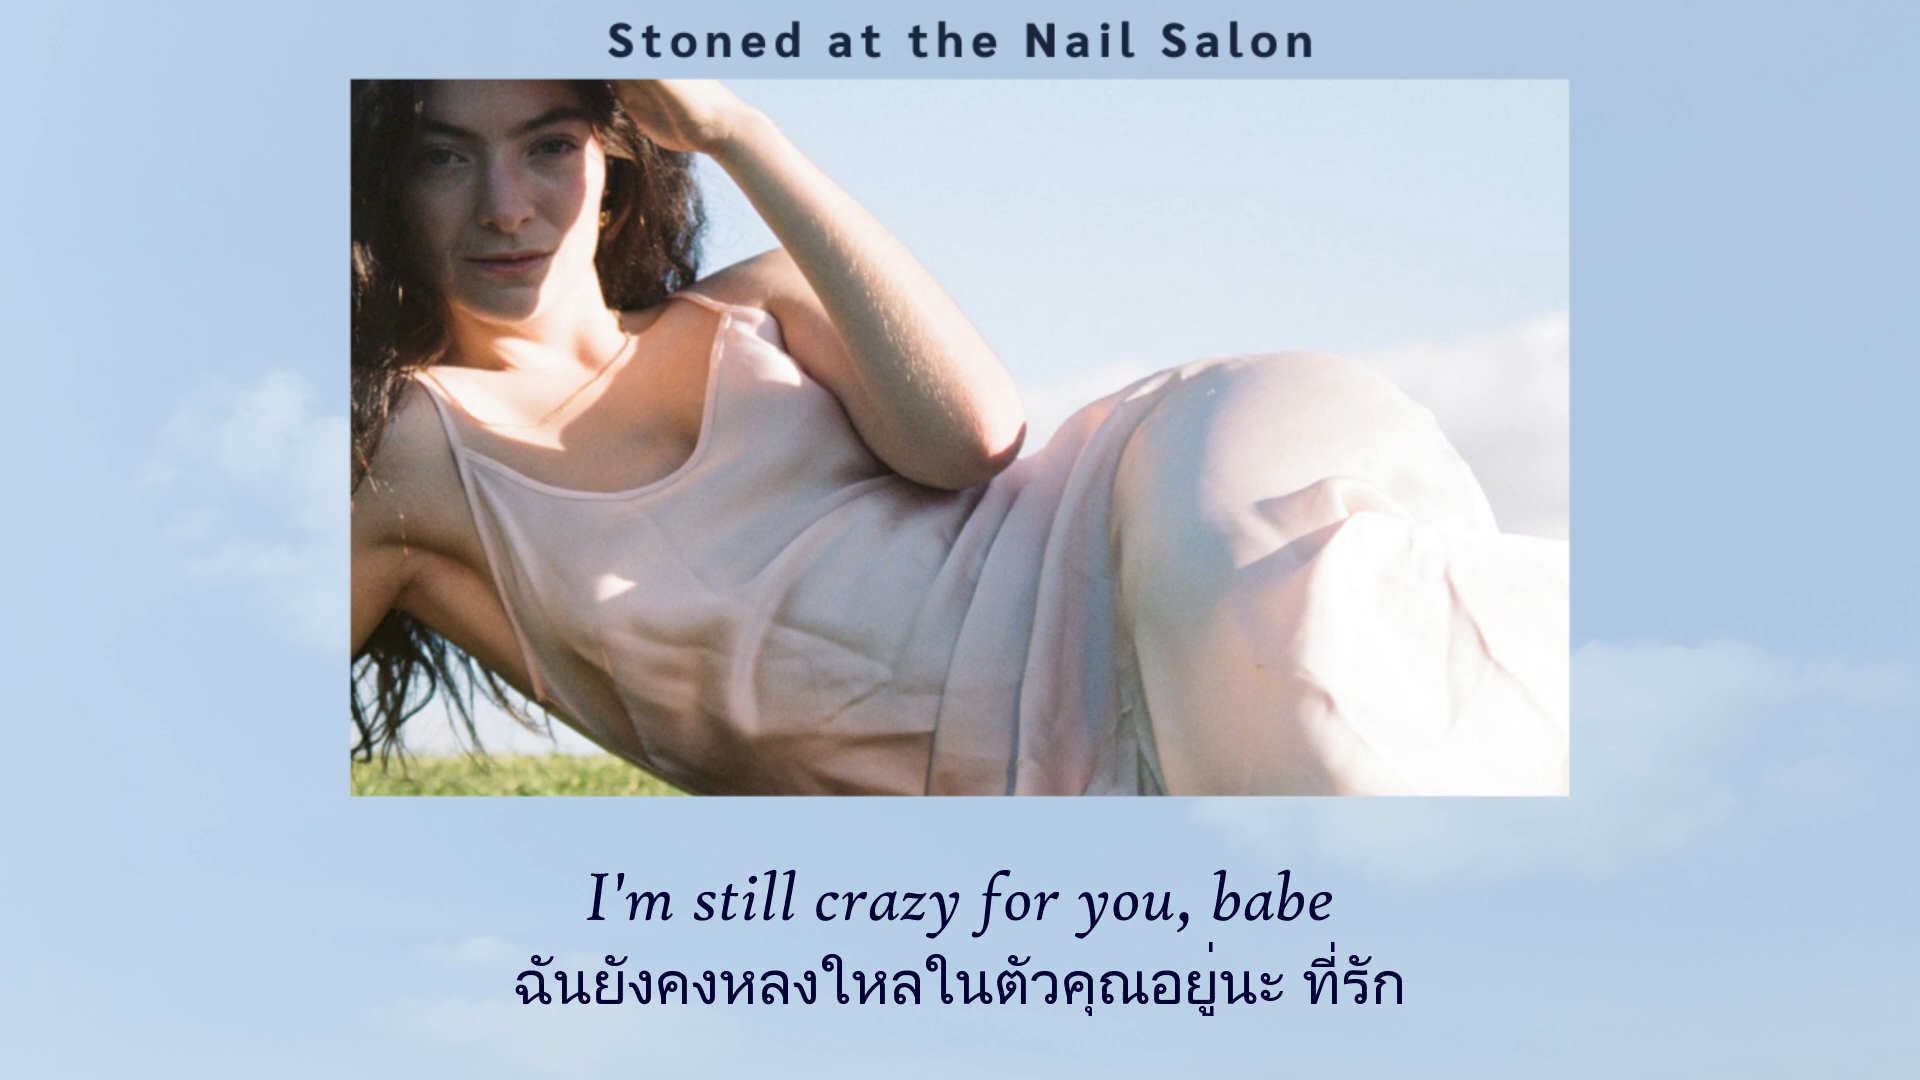 Stoned at the Nail Salon
I'm still crazy for you, babe
ฉันยังคงหลงใหลในตัวคุณอยู่นะ ที่รัก